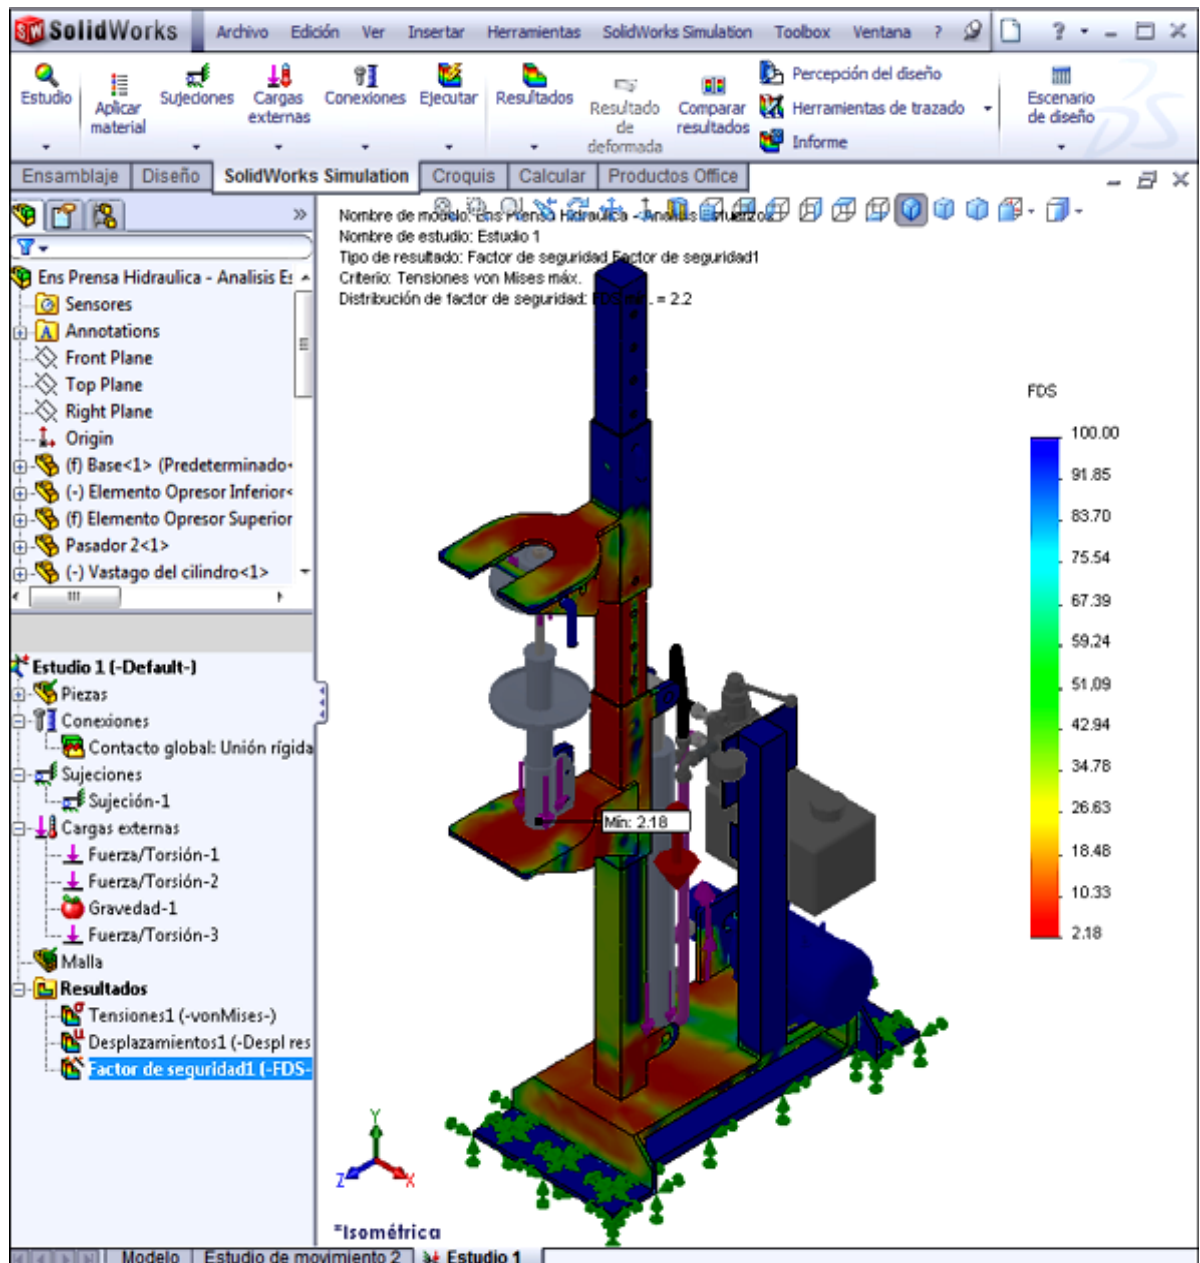 SolidWorks
Archivo Edición Ver Insertar Herramientas SolidWorks Simulation Toolbox Ventana ? ?
Estudio
Aplicar material
Sujeciones
Cargas externas
Conexiones
Ejecutar
Resultados
Resultado de deformada
Comparar resultados
Percepción del diseño
Herramientas de trazado
Informe
Escenario de diseño
Ensamblaje Diseño SolidWorks Simulation Croquis Calcular Productos Office
Ens Prensa Hidraulica - Analisis Es
Sensores
Annotations
Front Plane
Top Plane
Right Plane
Origin
(f) Base<1> (Predeterminado<
(-) Elemento Opresor Inferior<
(f) Elemento Opresor Superior
Pasador 2<1>
(-) Vastago del cilindro<1>
Estudio 1 (-Default-)
Piezas
Conexiones
Contacto global: Unión rígida
Sujeciones
Sujeción-1
Cargas externas
Fuerza/Torsión-1
Fuerza/Torsión-2
Gravedad-1
Fuerza/Torsión-3
Malla
Resultados
Tensiones1 (-vonMises-)
Desplazamientos1 (-Despl res
Factor de seguridad1 (-FDS-
Nombre de modelo: Ens Prensa Hidraulica - Analisis Esfuerzos
Nombre de estudio: Estudio 1
Tipo de resultado: Factor de seguridad Factor de seguridad1
Criterio: Tensiones von Mises máx.
Distribución de factor de seguridad: = 2.2
FDS
100.00
91.85
83.70
75.54
67.39
59.24
51.09
42.94
34.78
26.63
18.48
10.33
2.18
Mín: 2.18
Y
Z X
*Isométrica
Modelo Estudio de movimiento 2 Estudio 1